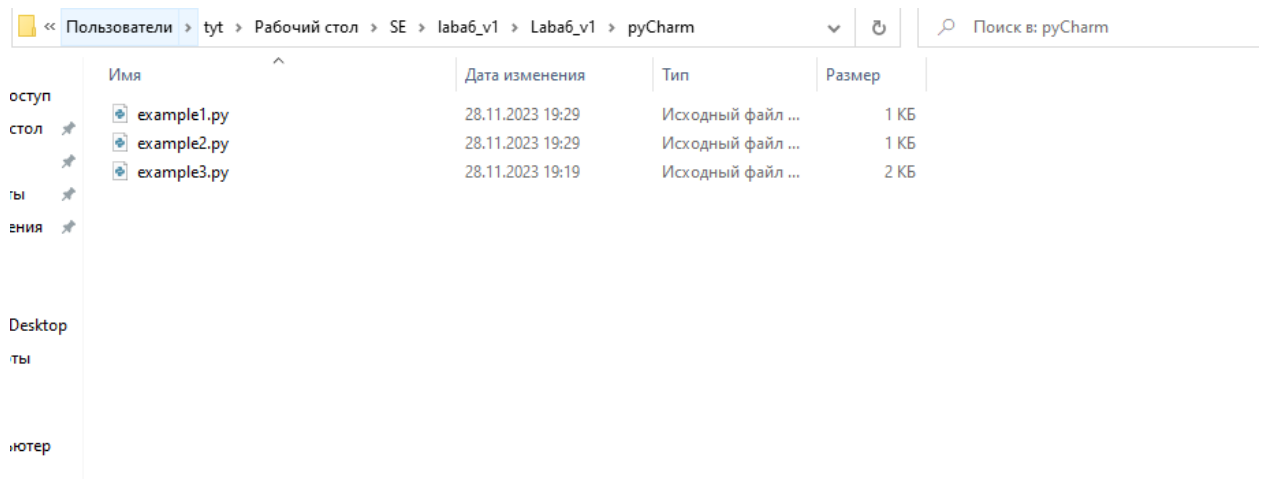 « Пользователи > tyt > Рабочий стол > SE > laba6_v1 > Laba6_v1 > pyCharm
Поиск в: pyCharm
Имя Дата изменения Тип Размер
оступ
стол
ты
ения
Desktop
ты
ьютер
example1.py 28.11.2023 19:29 Исходный файл ... 1 КБ
example2.py 28.11.2023 19:29 Исходный файл ... 1 КБ
example3.py 28.11.2023 19:19 Исходный файл ... 2 КБ